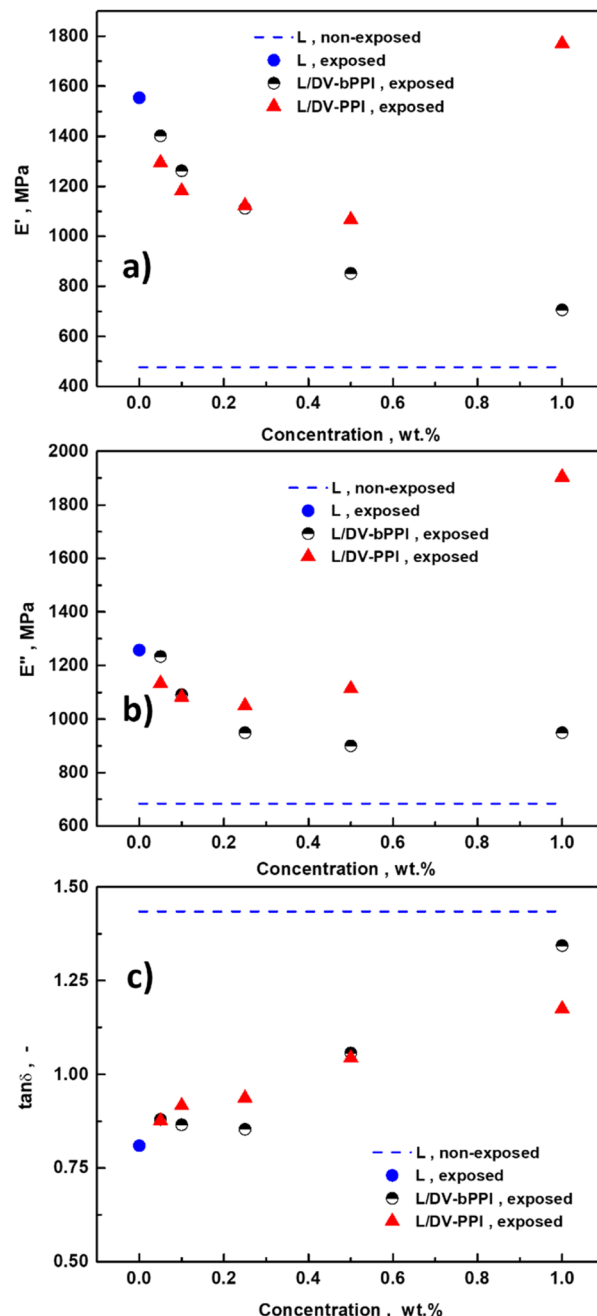 1800
L , non-exposed
L , exposed
1600
L/DV-bPPI , exposed
L/DV-PPI , exposed
1400
1200
E' , MPa
1000
a)
800
600
400
0.0 0.2 0.4 0.6 0.8 1.0
Concentration , wt.%
2000
L , non-exposed
1800
L , exposed
L/DV-bPPI , exposed
1600
L/DV-PPI , exposed
1400
E'' , MPa
1200
1000
b)
800
600
0.0 0.2 0.4 0.6 0.8 1.0
Concentration , wt.%
1.50
c)
1.25
tanδ , -
1.00
L , non-exposed
0.75
L , exposed
L/DV-bPPI , exposed
L/DV-PPI , exposed
0.50
0.0 0.2 0.4 0.6 0.8 1.0
Concentration , wt.%